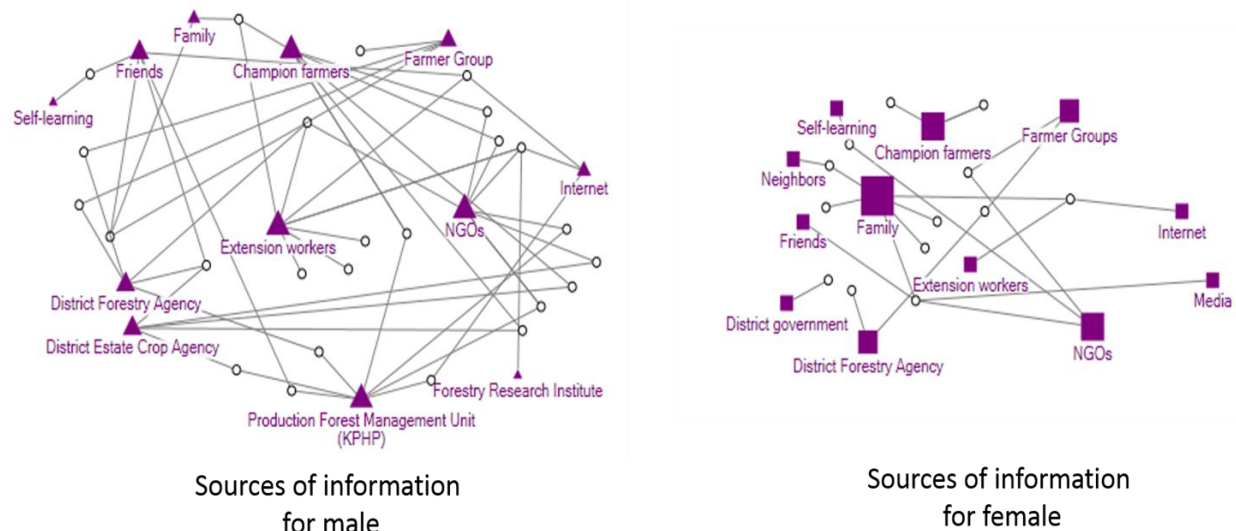 Family
Friends
Champion farmers
Farmer Group
Self-learning
Internet
Extension workers
NGOs
District Forestry Agency
District Estate Crop Agency
Forestry Research Institute
Production Forest Management Unit
(KPHP)
Sources of information
for male
Self-learning
Champion farmers
Farmer Groups
Neighbors
Family
Friends
Internet
Extension workers
Media
District government
NGOs
District Forestry Agency
Sources of information
for female